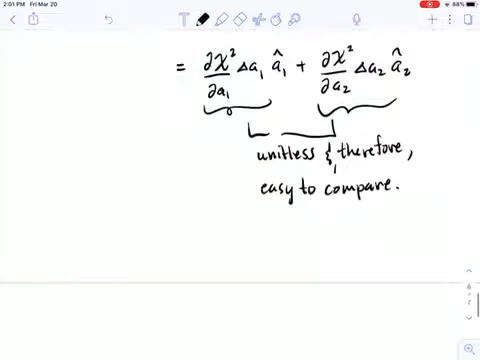 2:01 PM Fri Mar 20
88%
= ∂χ²/∂a₁ Δa₁ â₁ + ∂χ²/∂a₂ Δa₂ â₂
unitless & therefore,
easy to compare.